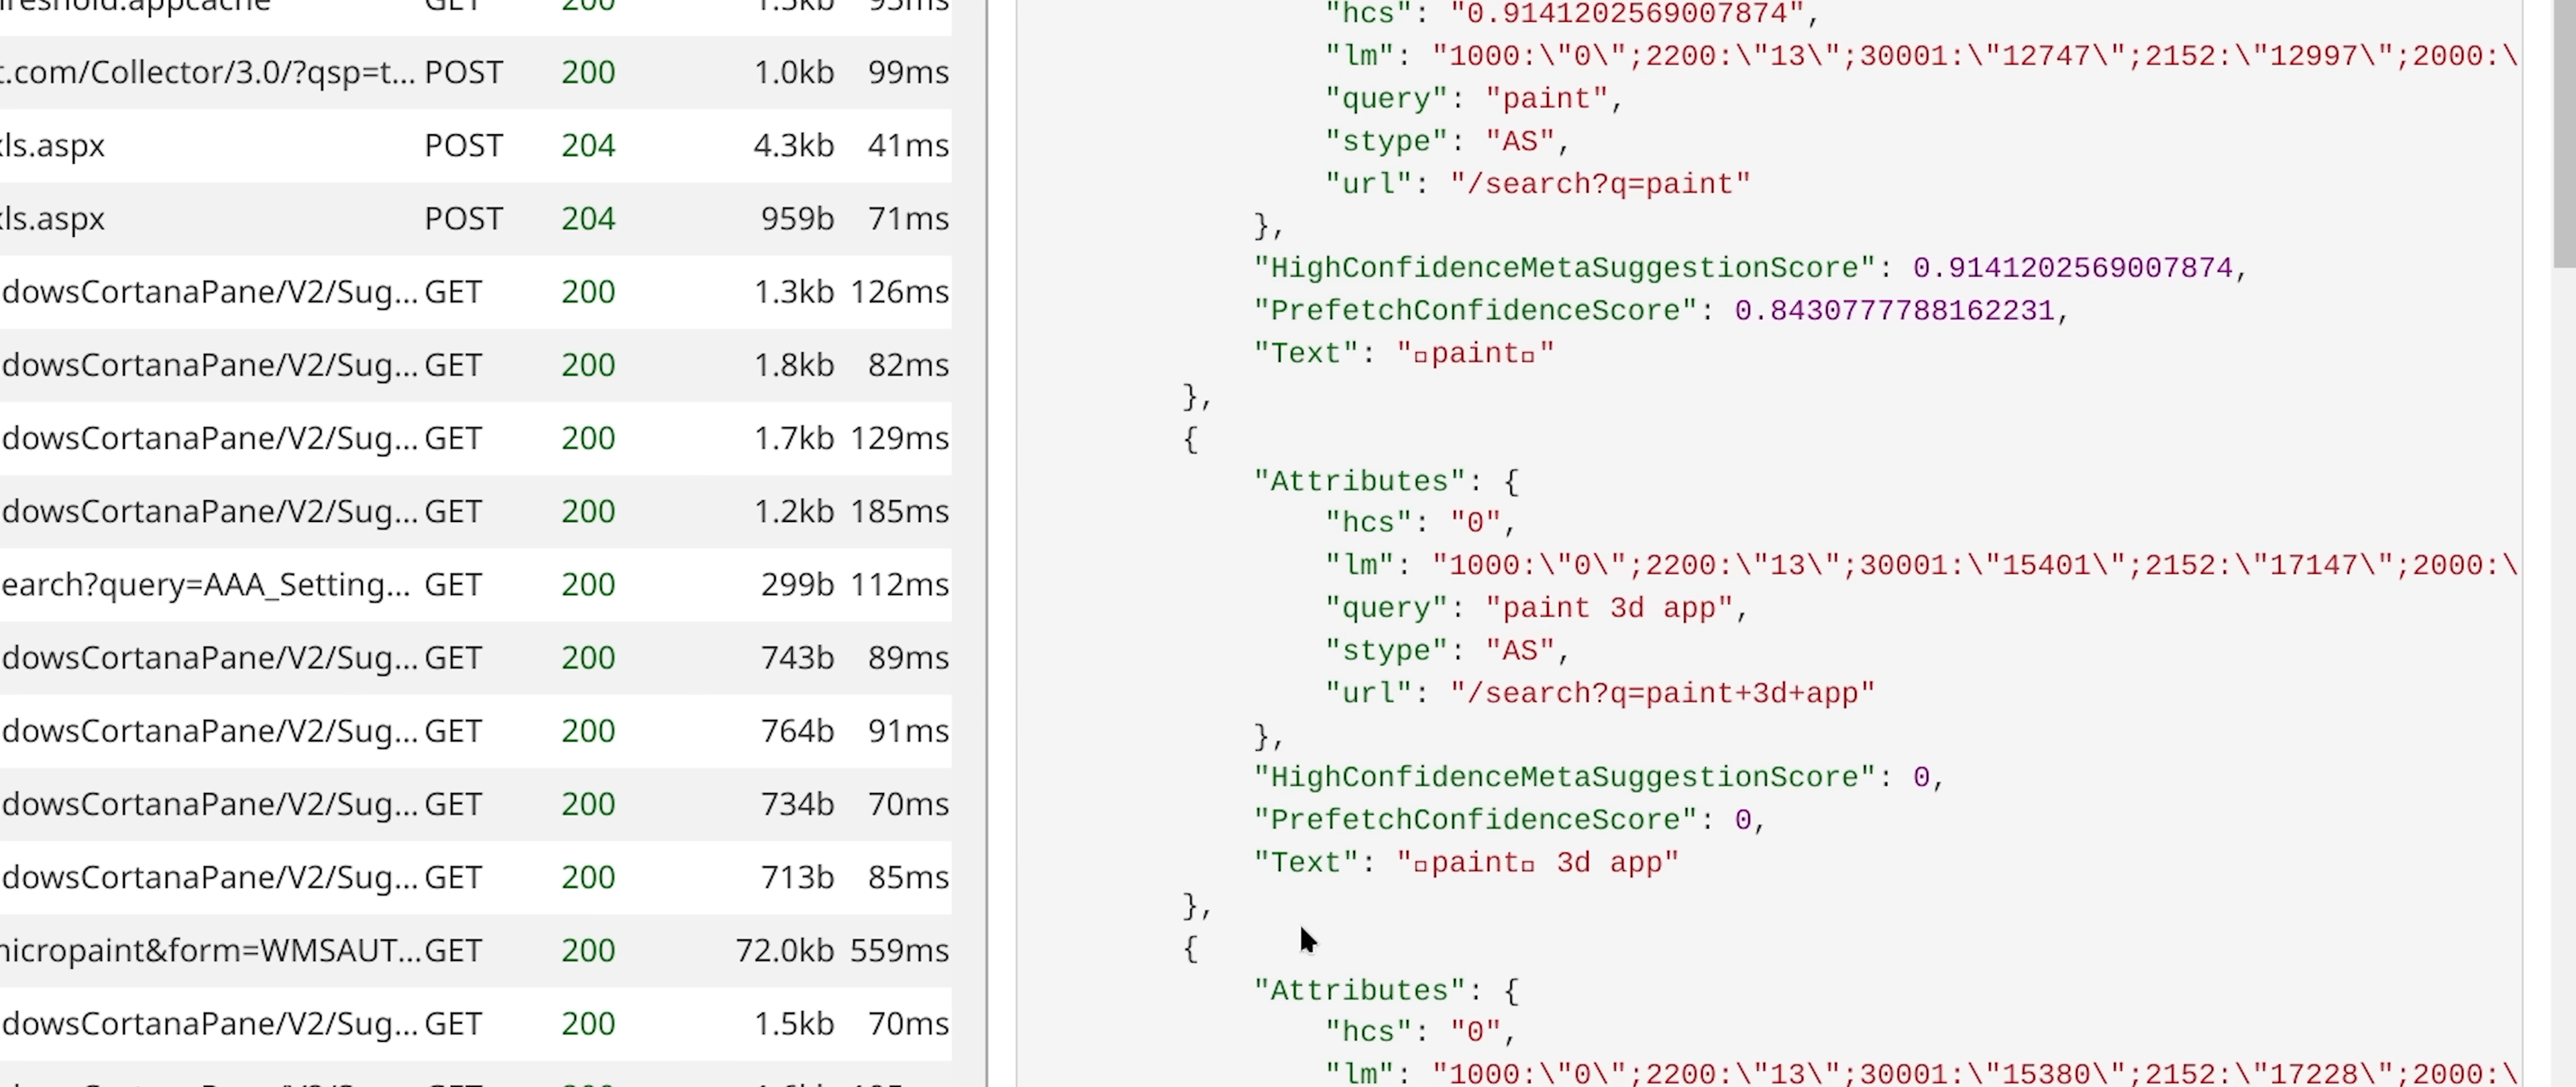 reshold.appcache GET 200 1.5kb 95ms
t.com/Collector/3.0/?qsp=t... POST 200 1.0kb 99ms
ls.aspx POST 204 4.3kb 41ms
ls.aspx POST 204 959b 71ms
dowsCortanaPane/V2/Sug... GET 200 1.3kb 126ms
dowsCortanaPane/V2/Sug... GET 200 1.8kb 82ms
dowsCortanaPane/V2/Sug... GET 200 1.7kb 129ms
dowsCortanaPane/V2/Sug... GET 200 1.2kb 185ms
earch?query=AAA_Setting... GET 200 299b 112ms
dowsCortanaPane/V2/Sug... GET 200 743b 89ms
dowsCortanaPane/V2/Sug... GET 200 764b 91ms
dowsCortanaPane/V2/Sug... GET 200 734b 70ms
dowsCortanaPane/V2/Sug... GET 200 713b 85ms
micropaint&form=WMSAUT... GET 200 72.0kb 559ms
dowsCortanaPane/V2/Sug... GET 200 1.5kb 70ms
"hcs": "0.9141202569007874",
"lm": "1000:\"0\";2200:\"13\";30001:\"12747\";2152:\"12997\";2000:\
"query": "paint",
"stype": "AS",
"url": "/search?q=paint"
},
"HighConfidenceMetaSuggestionScore": 0.9141202569007874,
"PrefetchConfidenceScore": 0.8430777788162231,
"Text": "▯paint▯"
},
{
"Attributes": {
"hcs": "0",
"lm": "1000:\"0\";2200:\"13\";30001:\"15401\";2152:\"17147\";2000:\
"query": "paint 3d app",
"stype": "AS",
"url": "/search?q=paint+3d+app"
},
"HighConfidenceMetaSuggestionScore": 0,
"PrefetchConfidenceScore": 0,
"Text": "▯paint▯ 3d app"
},
{
"Attributes": {
"hcs": "0",
"lm": "1000:\"0\";2200:\"13\";30001:\"15380\";2152:\"17228\";2000:\